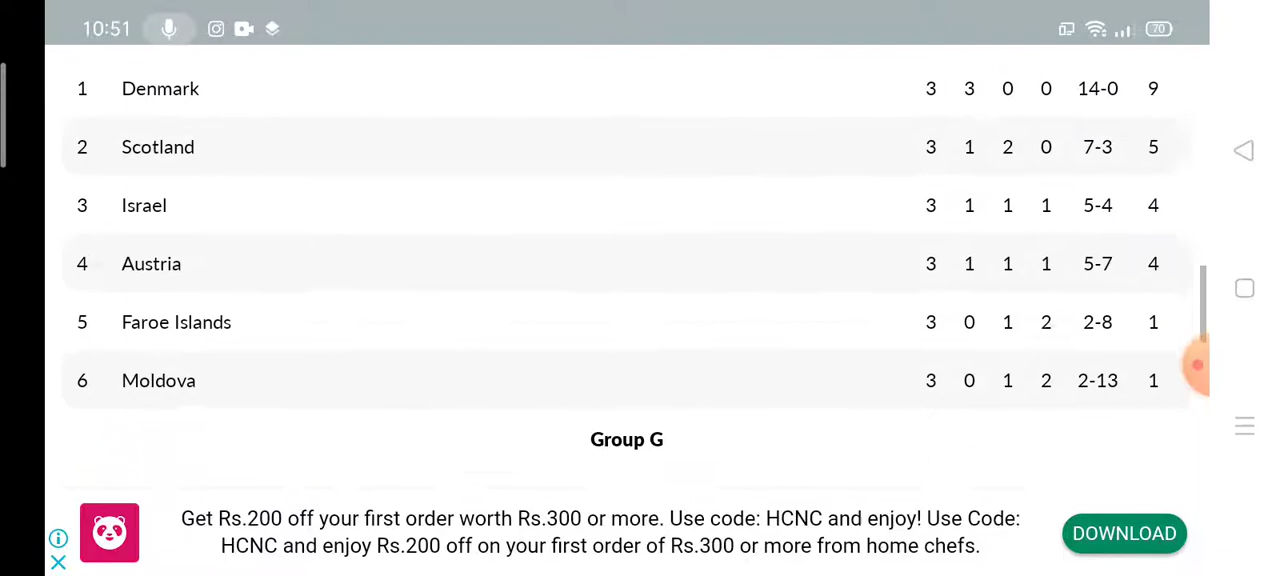 10:51 70
1 Denmark 3 3 0 0 14-0 9
2 Scotland 3 1 2 0 7-3 5
3 Israel 3 1 1 1 5-4 4
4 Austria 3 1 1 1 5-7 4
5 Faroe Islands 3 0 1 2 2-8 1
6 Moldova 3 0 1 2 2-13 1
Group G
Get Rs.200 off your first order worth Rs.300 or more. Use code: HCNC and enjoy! Use Code:
HCNC and enjoy Rs.200 off on your first order of Rs.300 or more from home chefs.
DOWNLOAD